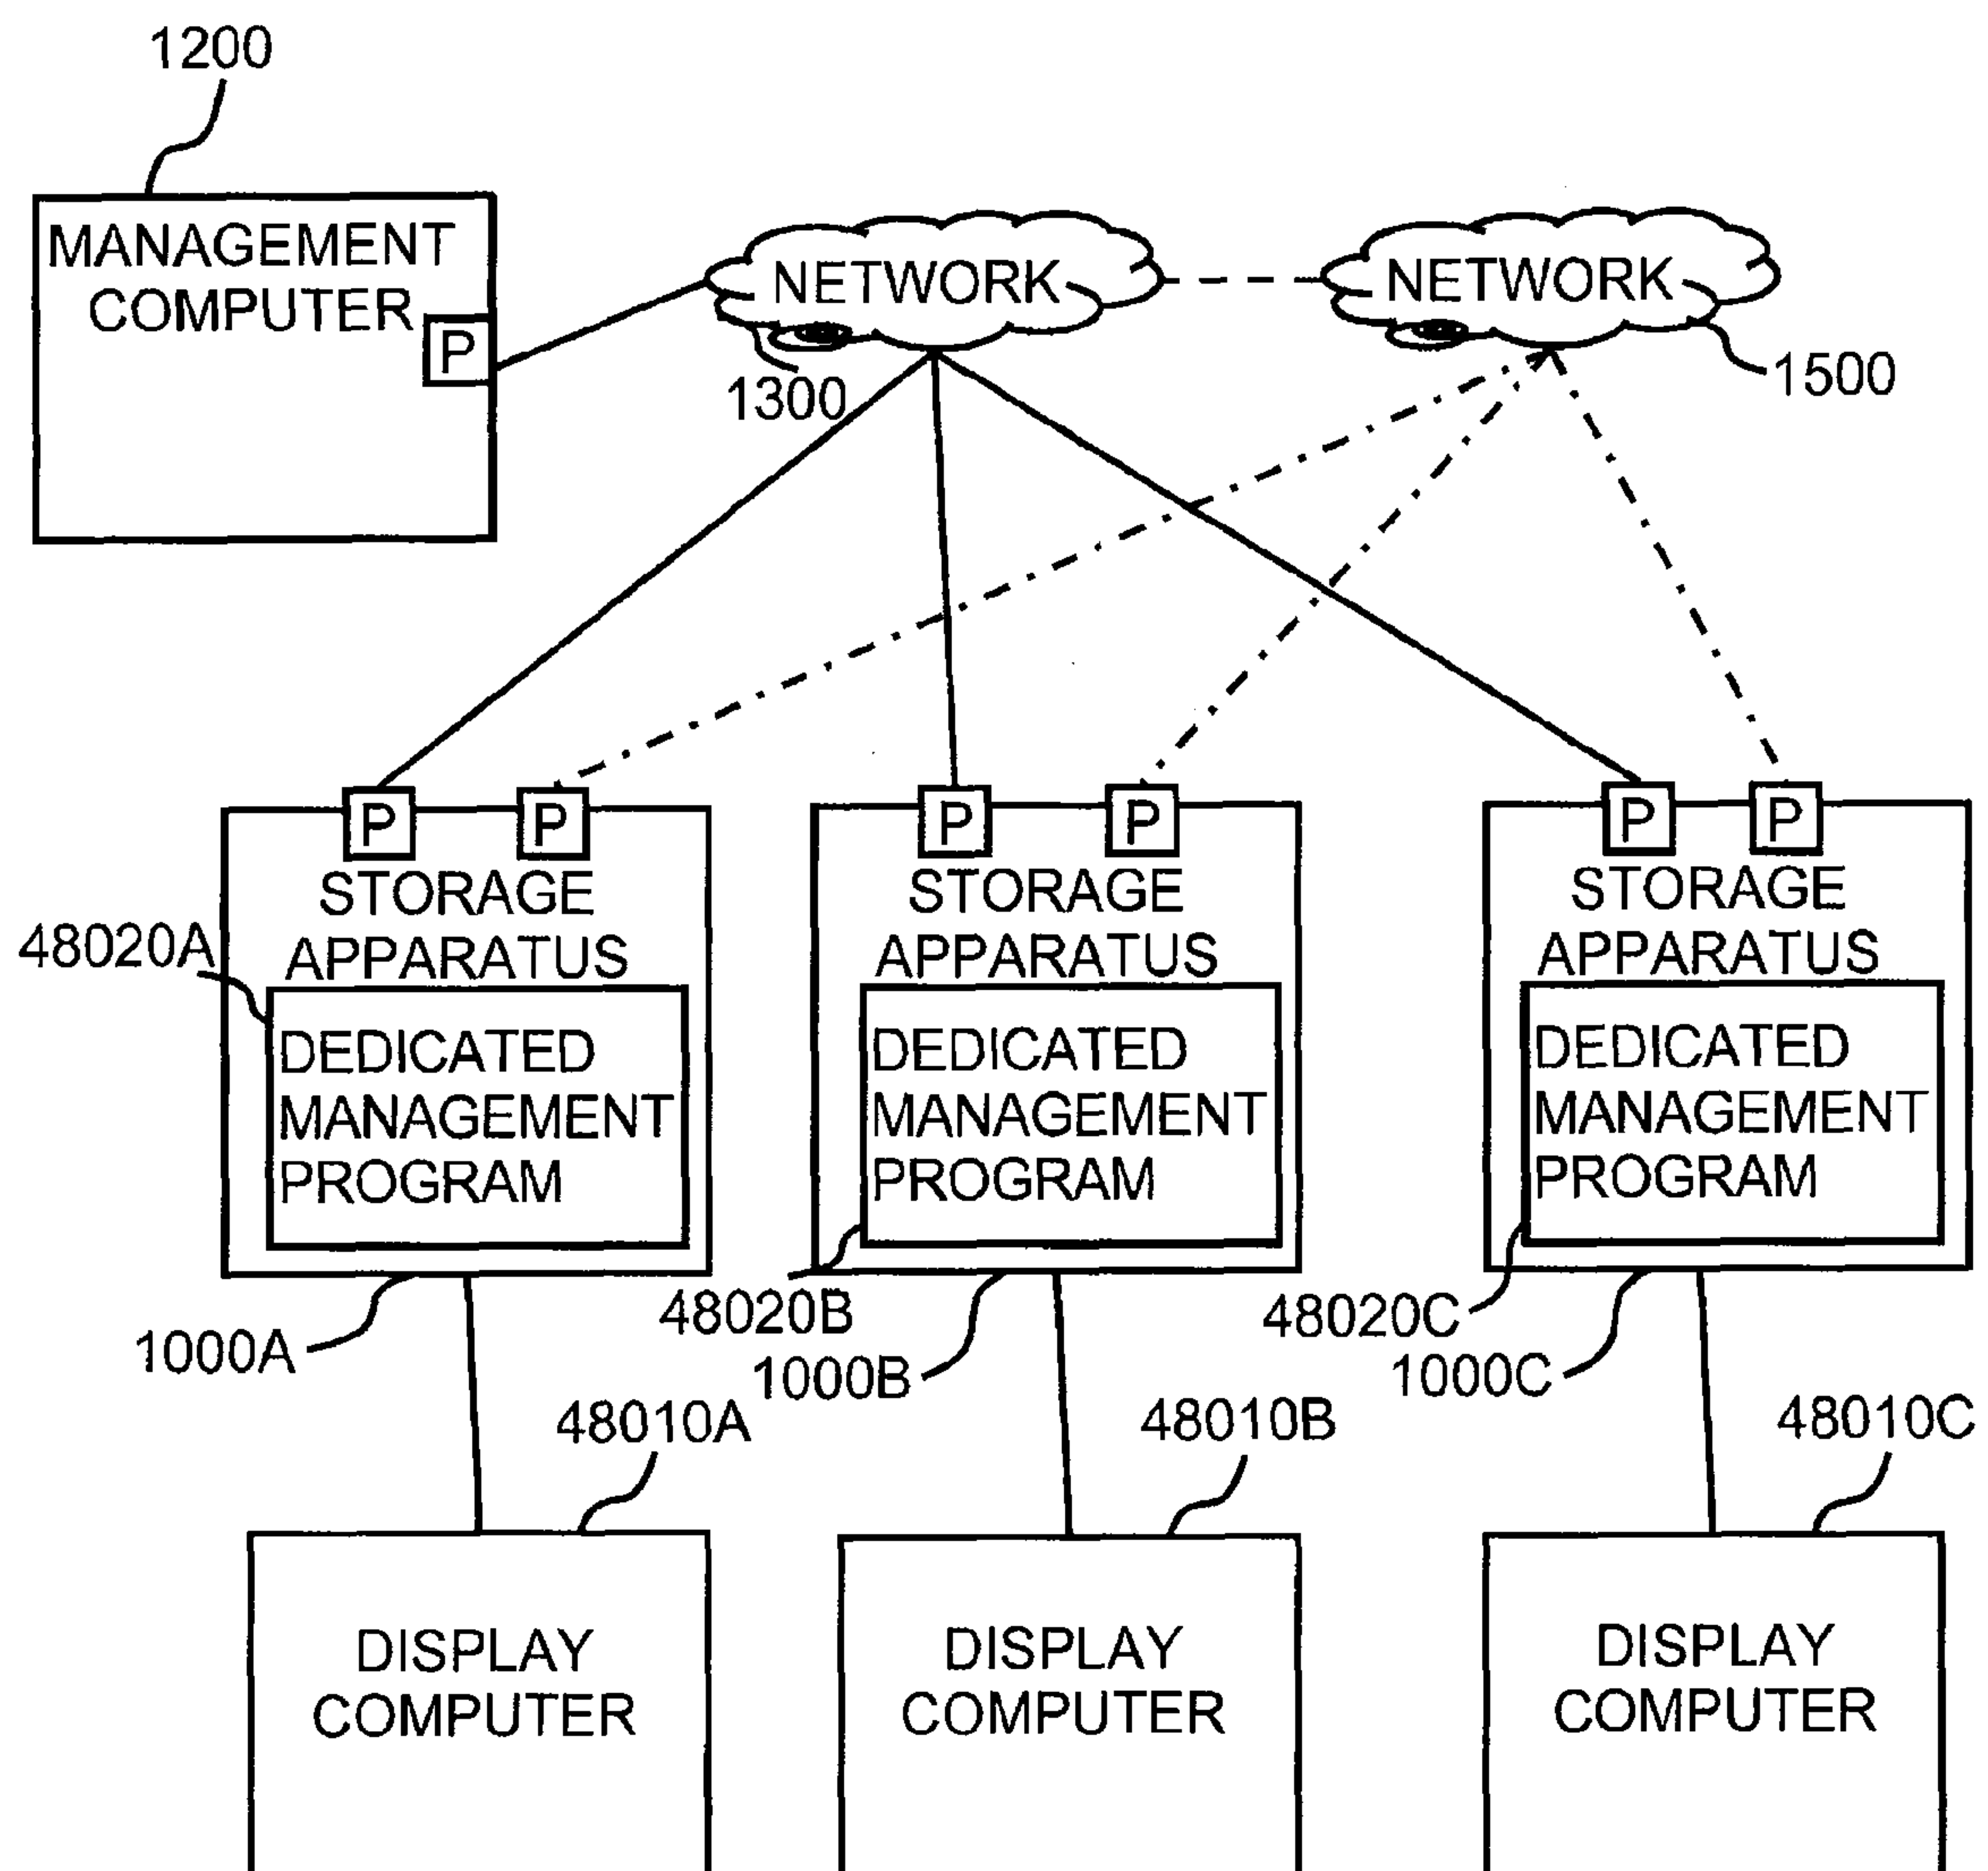 1200
MANAGEMENT
COMPUTER
P
NETWORK
NETWORK
1300
1500
P
P
P
P
P
P
STORAGE
APPARATUS
STORAGE
APPARATUS
STORAGE
APPARATUS
48020A
DEDICATED
MANAGEMENT
PROGRAM
DEDICATED
MANAGEMENT
PROGRAM
DEDICATED
MANAGEMENT
PROGRAM
1000A
48020B
1000B
48020C
1000C
48010A
48010B
48010C
DISPLAY
COMPUTER
DISPLAY
COMPUTER
DISPLAY
COMPUTER